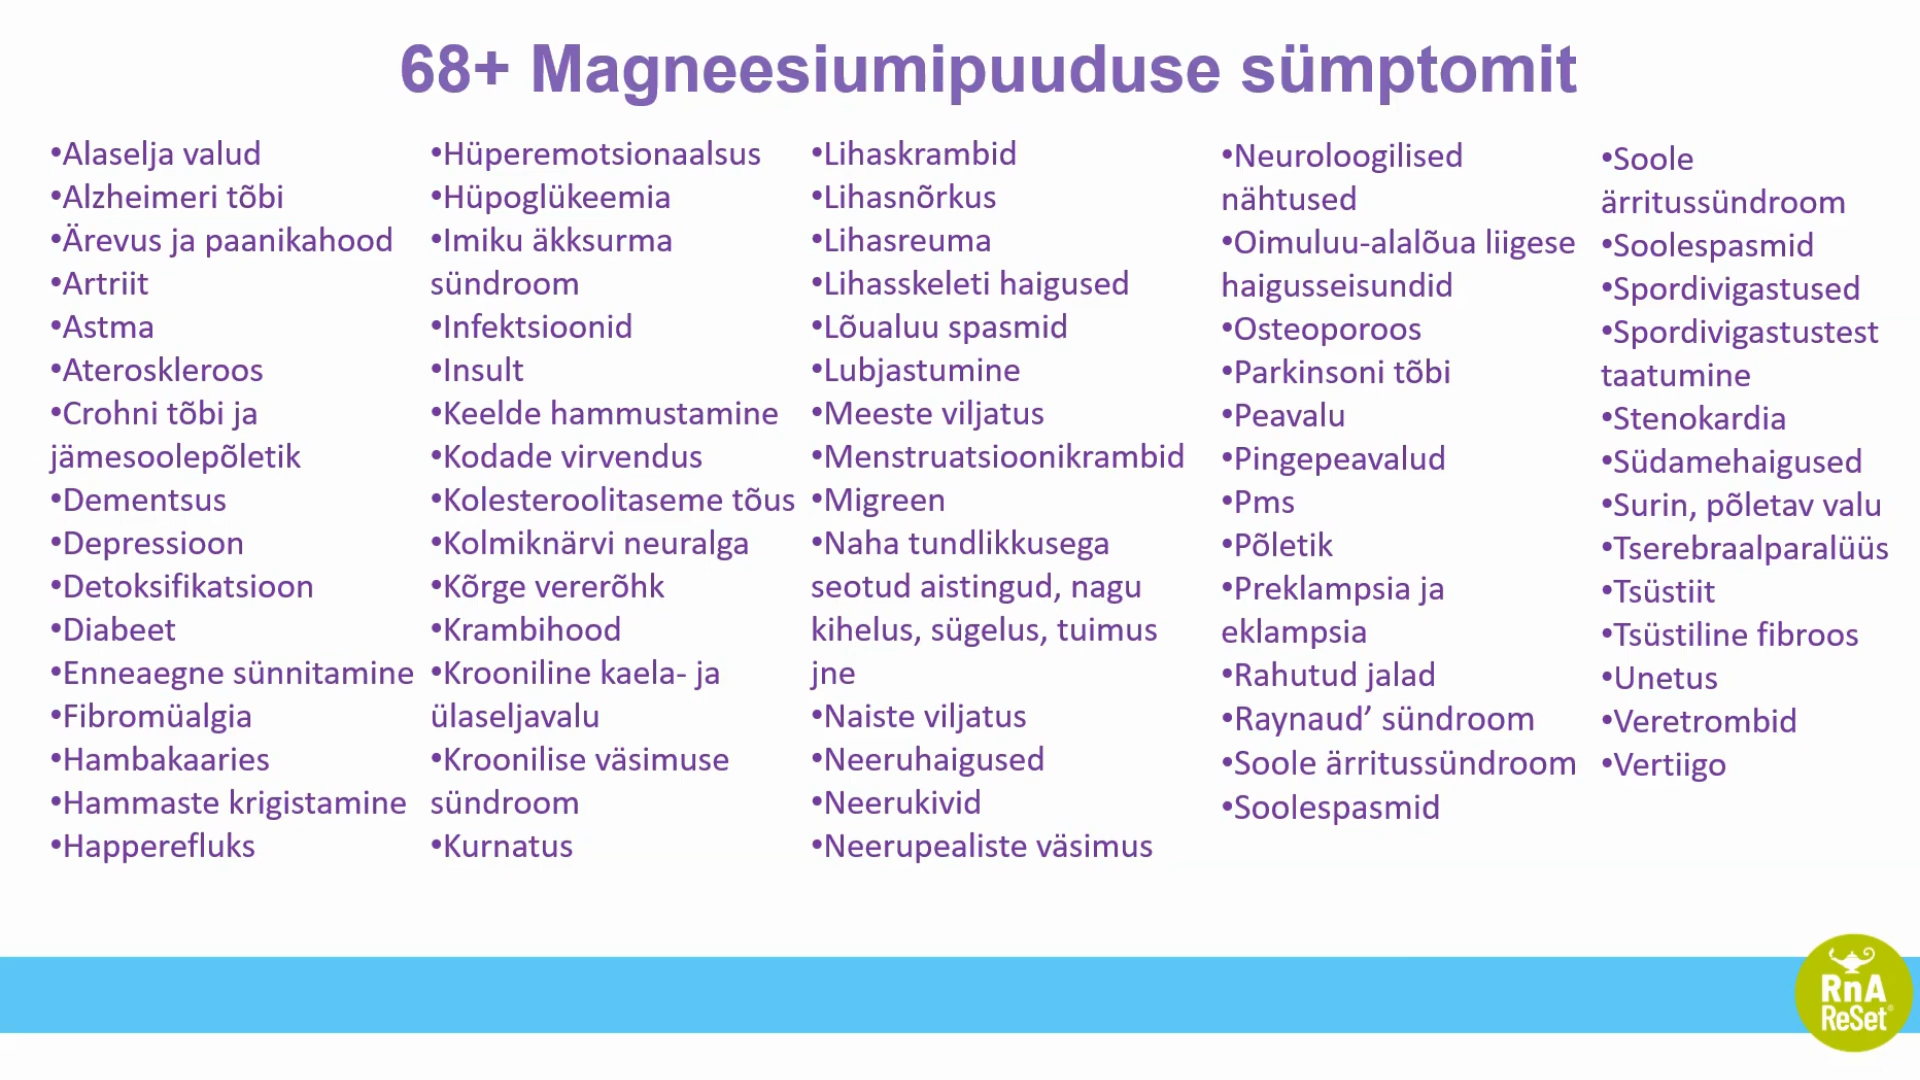 68+ Magneesiumipuuduse sümptomit
•Alaselja valud
•Alzheimeri tõbi
•Ärevus ja paanikahood
•Artriit
•Astma
•Ateroskleroos
•Crohni tõbi ja
jämesoolepõletik
•Dementsus
•Depressioon
•Detoksifikatsioon
•Diabeet
•Enneaegne sünnitamine
•Fibromüalgia
•Hambakaaries
•Hammaste krigistamine
•Happerefluks
•Hüperemotsionaalsus
•Hüpoglükeemia
•Imiku äkksurma
sündroom
•Infektsioonid
•Insult
•Keelde hammustamine
•Kodade virvendus
•Kolesteroolitaseme tõus
•Kolmiknärvi neuralga
•Kõrge vererõhk
•Krambihood
•Krooniline kaela- ja
ülaseljavalu
•Kroonilise väsimuse
sündroom
•Kurnatus
•Lihaskrambid
•Lihasnõrkus
•Lihasreuma
•Lihasskeleti haigused
•Lõualuu spasmid
•Lubjastumine
•Meeste viljatus
•Menstruatsioonikrambid
•Migreen
•Naha tundlikkusega
seotud aistingud, nagu
kihelus, sügelus, tuimus
jne
•Naiste viljatus
•Neeruhaigused
•Neerukivid
•Neerupealiste väsimus
•Neuroloogilised
nähtused
•Oimuluu-alalõua liigese
haigusseisundid
•Osteoporoos
•Parkinsoni tõbi
•Peavalu
•Pingepeavalud
•Pms
•Põletik
•Preklampsia ja
eklampsia
•Rahutud jalad
•Raynaud’ sündroom
•Soole ärritussündroom
•Soolespasmid
•Soole
ärritussündroom
•Soolespasmid
•Spordivigastused
•Spordivigastustest
taatumine
•Stenokardia
•Südamehaigused
•Surin, põletav valu
•Tserebraalparalüüs
•Tsüstiit
•Tsüstiline fibroos
•Unetus
•Veretrombid
•Vertiigo
RnA
ReSet®